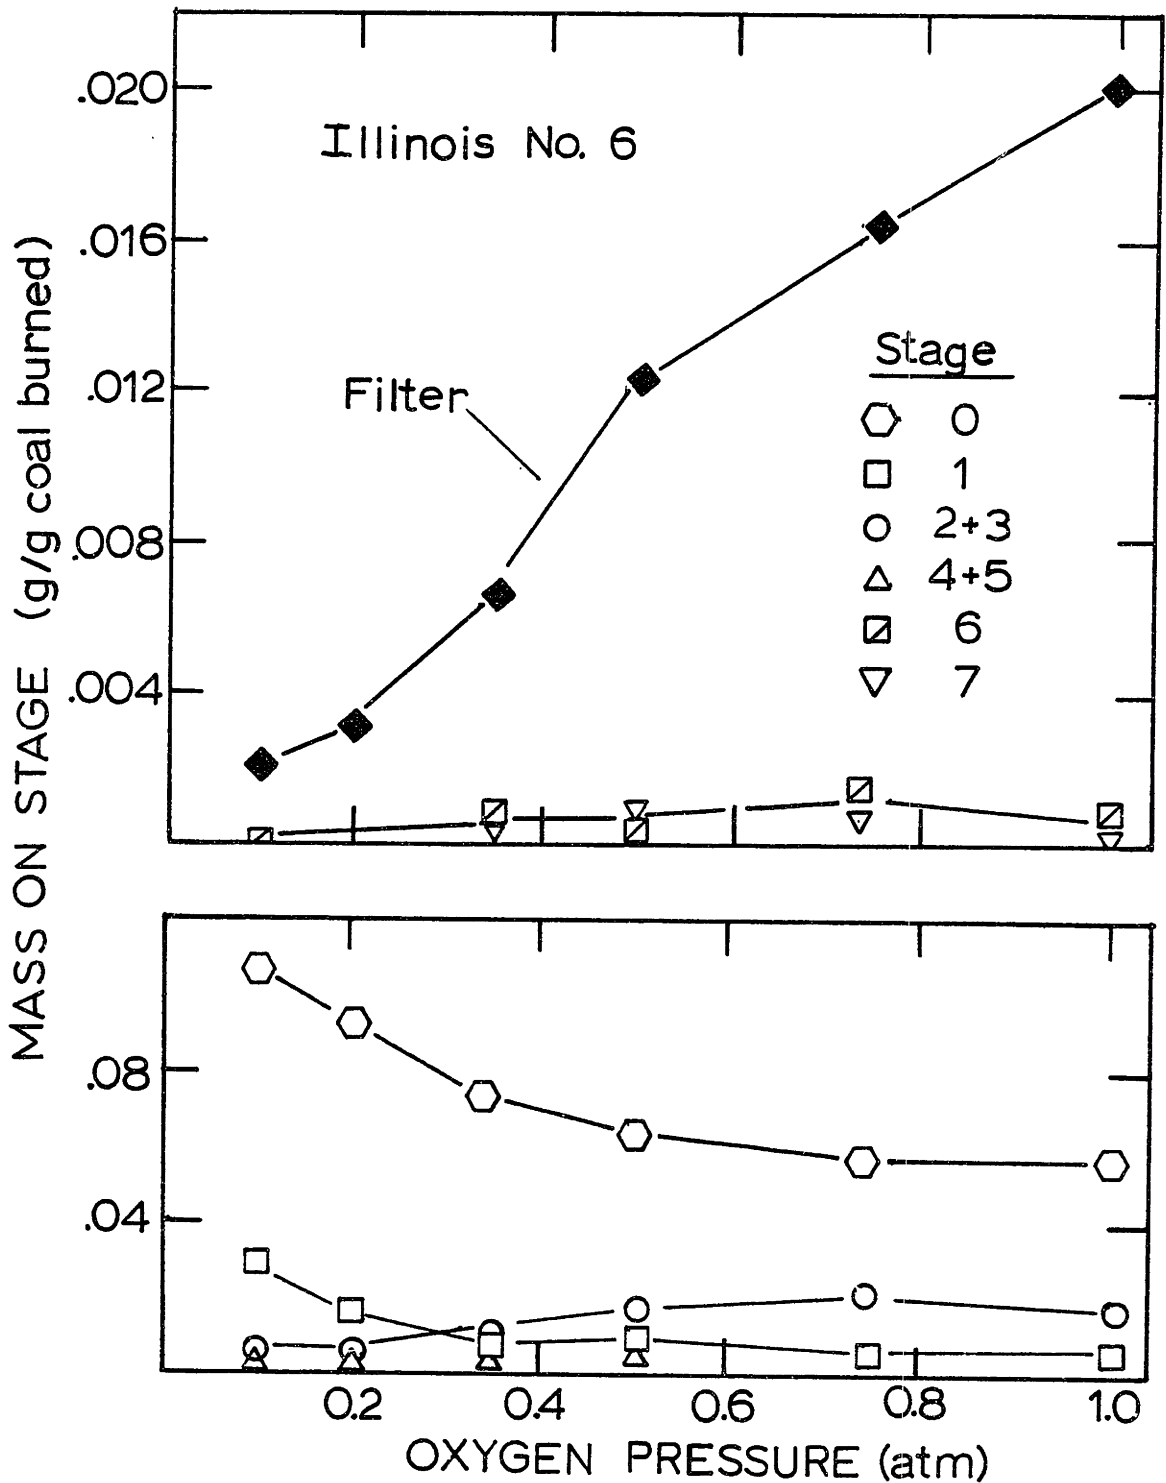 .020
Illinois No. 6
.016
Stage
.012
Filter
0
1
2+3
.008
4+5
6
7
.004
MASS ON STAGE (g/g coal burned)
.08
.04
0.2 0.4 0.6 0.8 1.0
OXYGEN PRESSURE (atm)